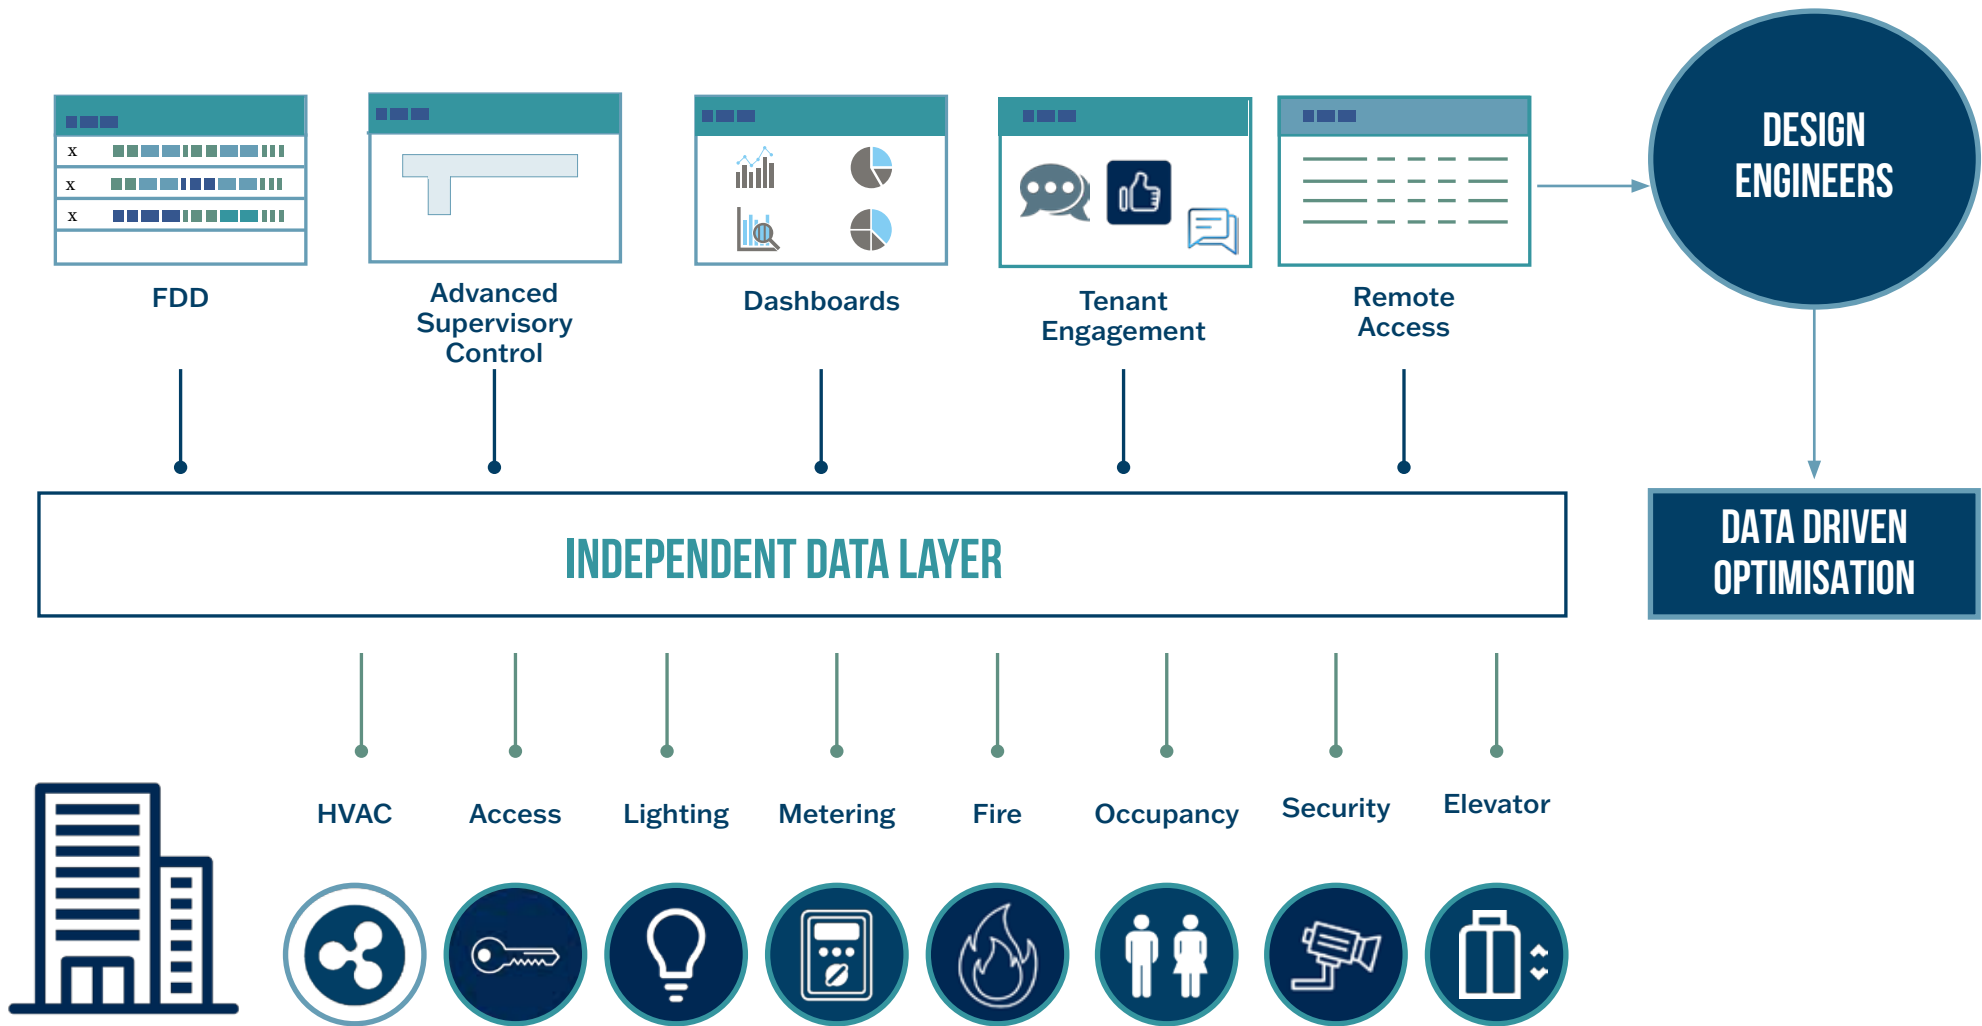 DESIGN
ENGINEERS
x
x
x
FDD
Advanced
Supervisory
Control
Dashboards
Tenant
Engagement
Remote
Access
INDEPENDENT DATA LAYER
DATA DRIVEN
OPTIMISATION
HVAC
Access
Lighting
Metering
Fire
Occupancy
Security
Elevator